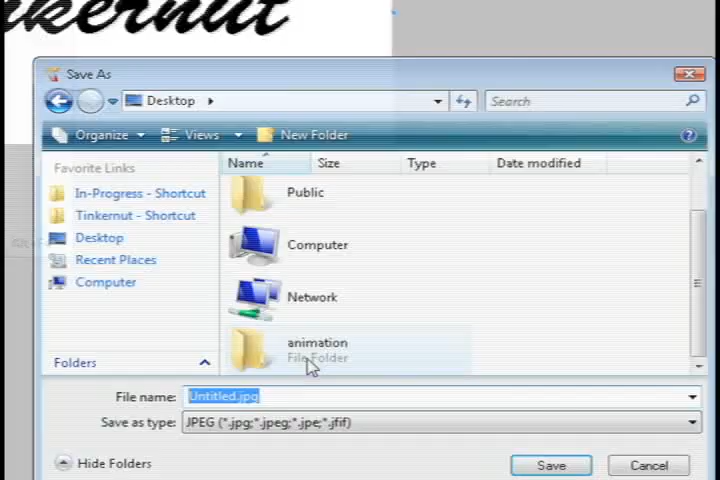 nkernut
Save As
Desktop
Search
Organize
Views
New Folder
Favorite Links
Name
Size
Type
Date modified
In-Progress - Shortcut
Tinkernut - Shortcut
Desktop
Recent Places
Computer
Public
Computer
Network
animation
File Folder
Folders
File name:
Untitled.jpg
Save as type:
JPEG (*.jpg;*.jpeg;*.jpe;*.jfif)
Hide Folders
Save
Cancel